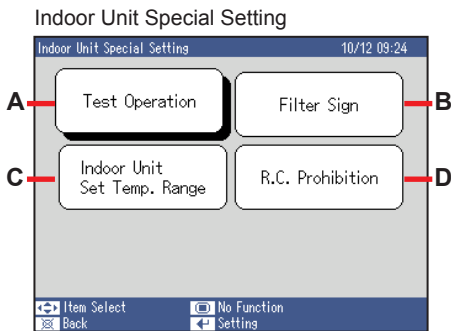 Indoor Unit Special Setting
Indoor Unit Special Setting 10/12 09:24
A Test Operation Filter Sign B
C Indoor Unit
Set Temp. Range R.C. Prohibition D
Item Select No Function
Back Setting